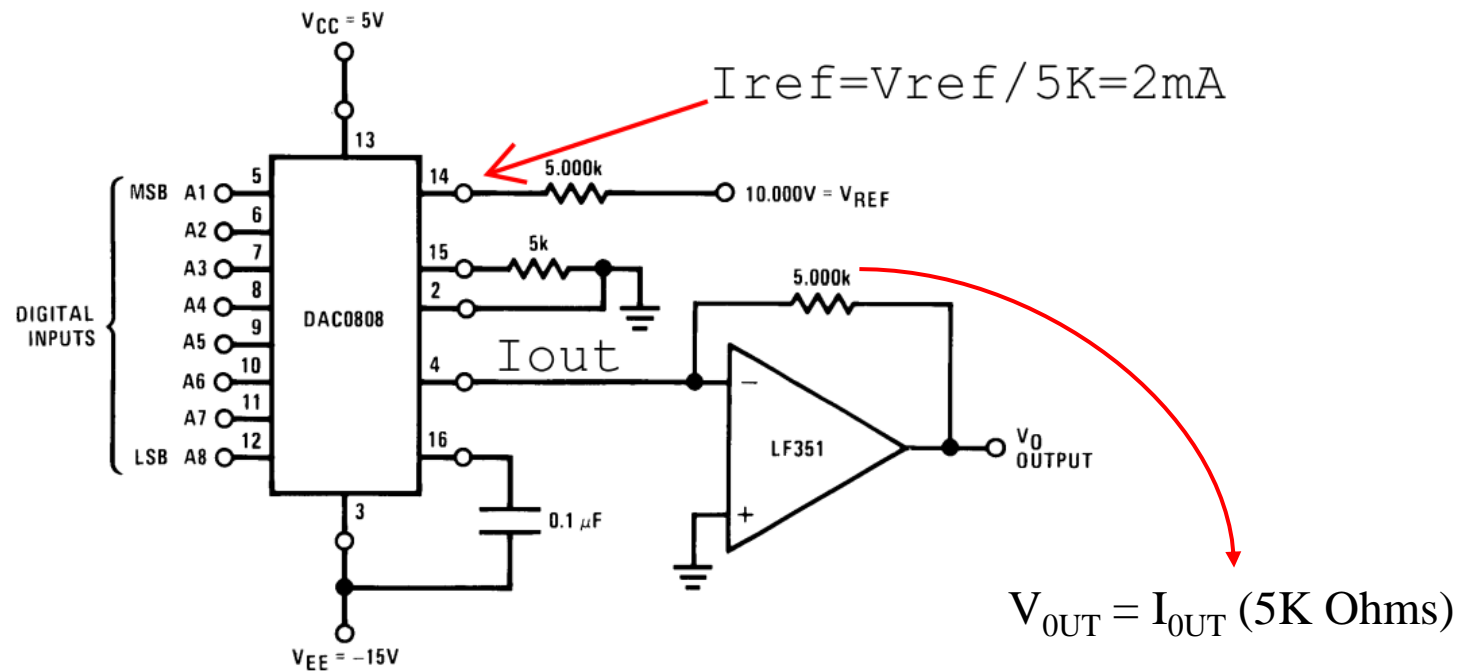 VCC = 5V
Iref=Vref/5K=2mA
13
MSB A1 5
14
5.000k
10.000V = VREF
A2 6
A3 7
15
5k
A4 8
2
5.000k
DIGITAL
INPUTS
DAC0808
A5 9
Iout
A6 10
4
−
A7 11
LSB A8 12
16
LF351
VO
OUTPUT
3
0.1 μF
+
V0UT = I0UT (5K Ohms)
VEE = −15V